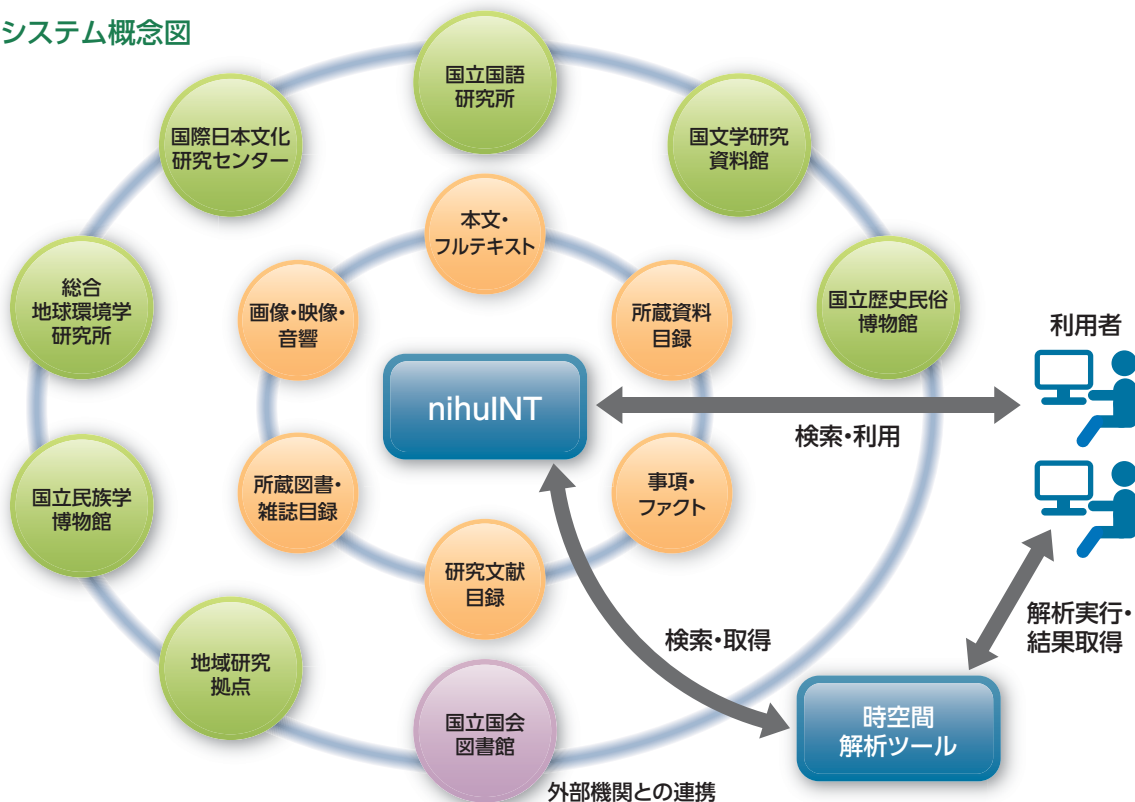 システム概念図
国立国語
研究所
国際日本文化
研究センター
国文学研究
資料館
本文・
フルテキスト
総合
地球環境学
研究所
画像・映像・
音響
所蔵資料
目録
国立歴史民俗
博物館
利用者
nihuINT
検索・利用
国立民族学
博物館
所蔵図書・
雑誌目録
事項・
ファクト
研究文献
目録
解析実行・
結果取得
検索・取得
地域研究
拠点
国立国会
図書館
時空間
解析ツール
外部機関との連携